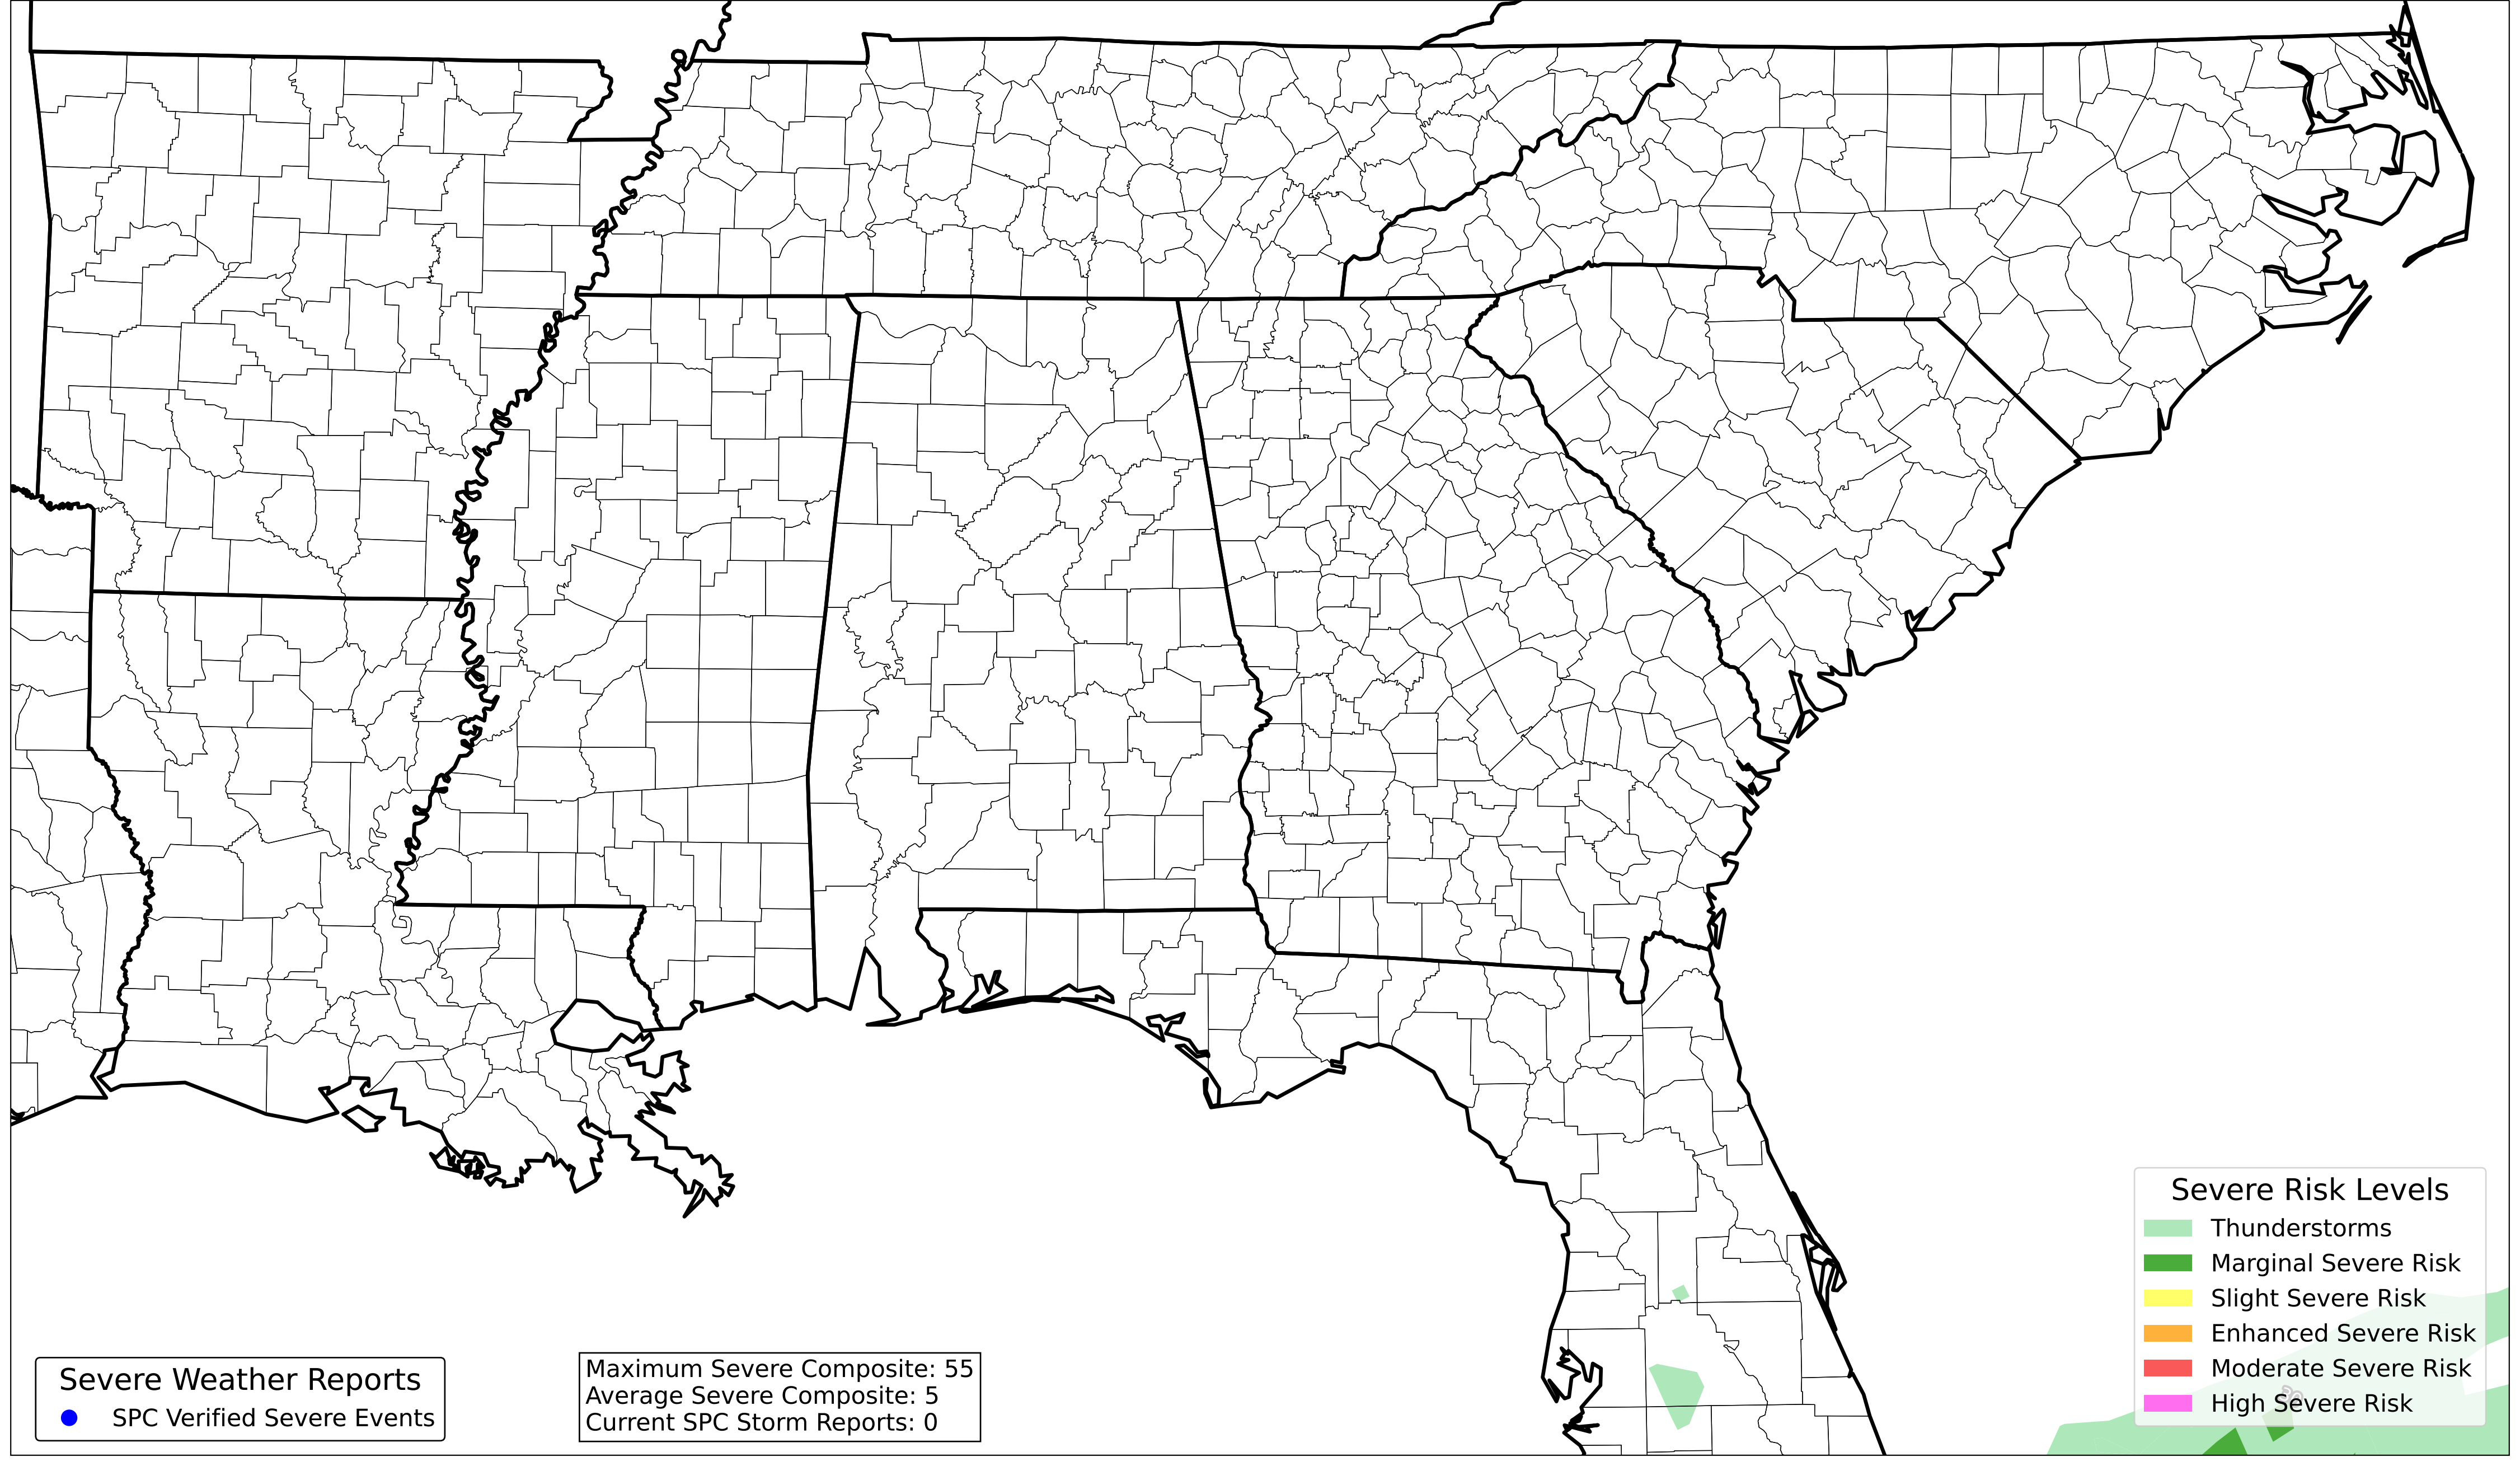 Severe Risk Levels
Thunderstorms
Marginal Severe Risk
Slight Severe Risk
Enhanced Severe Risk
Moderate Severe Risk
High Severe Risk
Severe Weather Reports
SPC Verified Severe Events
Maximum Severe Composite: 55
Average Severe Composite: 5
Current SPC Storm Reports: 0